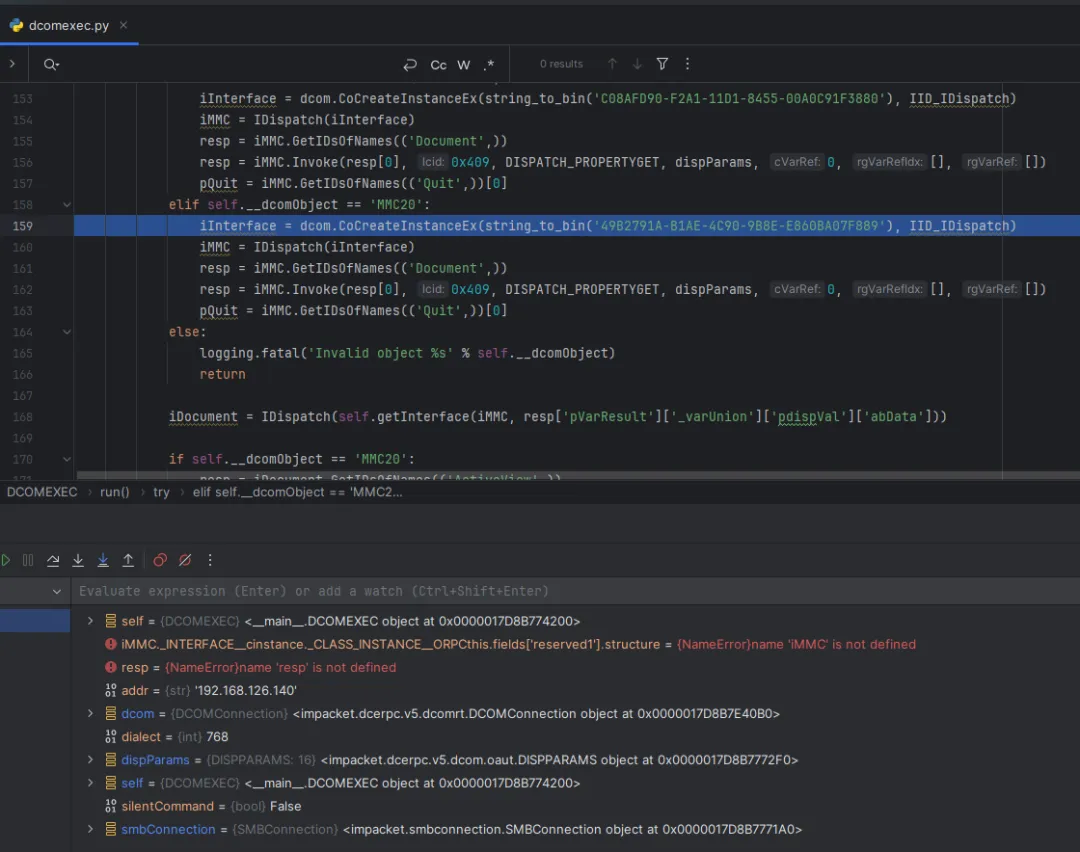 dcomexec.py
Cc W .* 0 results
153 iInterface = dcom.CoCreateInstanceEx(string_to_bin('C08AFD90-F2A1-11D1-8455-00A0C91F3880'), IID_IDispatch)
154 iMMC = IDispatch(iInterface)
155 resp = iMMC.GetIDsOfNames(('Document',))
156 resp = iMMC.Invoke(resp[0], lcid: 0x409, DISPATCH_PROPERTYGET, dispParams, cVarRef: 0, rgVarRefIdx: [], rgVarRef: [])
157 pQuit = iMMC.GetIDsOfNames(('Quit',))[0]
158 elif self.__dcomObject == 'MMC20':
159 iInterface = dcom.CoCreateInstanceEx(string_to_bin('49B2791A-B1AE-4C90-9B8E-E860BA07F889'), IID_IDispatch)
160 iMMC = IDispatch(iInterface)
161 resp = iMMC.GetIDsOfNames(('Document',))
162 resp = iMMC.Invoke(resp[0], lcid: 0x409, DISPATCH_PROPERTYGET, dispParams, cVarRef: 0, rgVarRefIdx: [], rgVarRef: [])
163 pQuit = iMMC.GetIDsOfNames(('Quit',))[0]
164 else:
165 logging.fatal('Invalid object %s' % self.__dcomObject)
166 return
167
168 iDocument = IDispatch(self.getInterface(iMMC, resp['pVarResult']['_varUnion']['pdispVal']['abData']))
169
170 if self.__dcomObject == 'MMC20':
171 resp = iDocument.GetIDsOfNames(('ActiveView',))
DCOMEXEC › run() › try › elif self.__dcomObject == 'MMC2...
Evaluate expression (Enter) or add a watch (Ctrl+Shift+Enter)
self = {DCOMEXEC} <__main__.DCOMEXEC object at 0x0000017D8B774200>
iMMC._INTERFACE__cinstance._CLASS_INSTANCE__ORPCthis.fields['reserved1'].structure = {NameError}name 'iMMC' is not defined
resp = {NameError}name 'resp' is not defined
addr = {str} '192.168.126.140'
dcom = {DCOMConnection} <impacket.dcerpc.v5.dcomrt.DCOMConnection object at 0x0000017D8B7E40B0>
dialect = {int} 768
dispParams = {DISPPARAMS: 16} <impacket.dcerpc.v5.dcom.oaut.DISPPARAMS object at 0x0000017D8B7772F0>
self = {DCOMEXEC} <__main__.DCOMEXEC object at 0x0000017D8B774200>
silentCommand = {bool} False
smbConnection = {SMBConnection} <impacket.smbconnection.SMBConnection object at 0x0000017D8B7771A0>